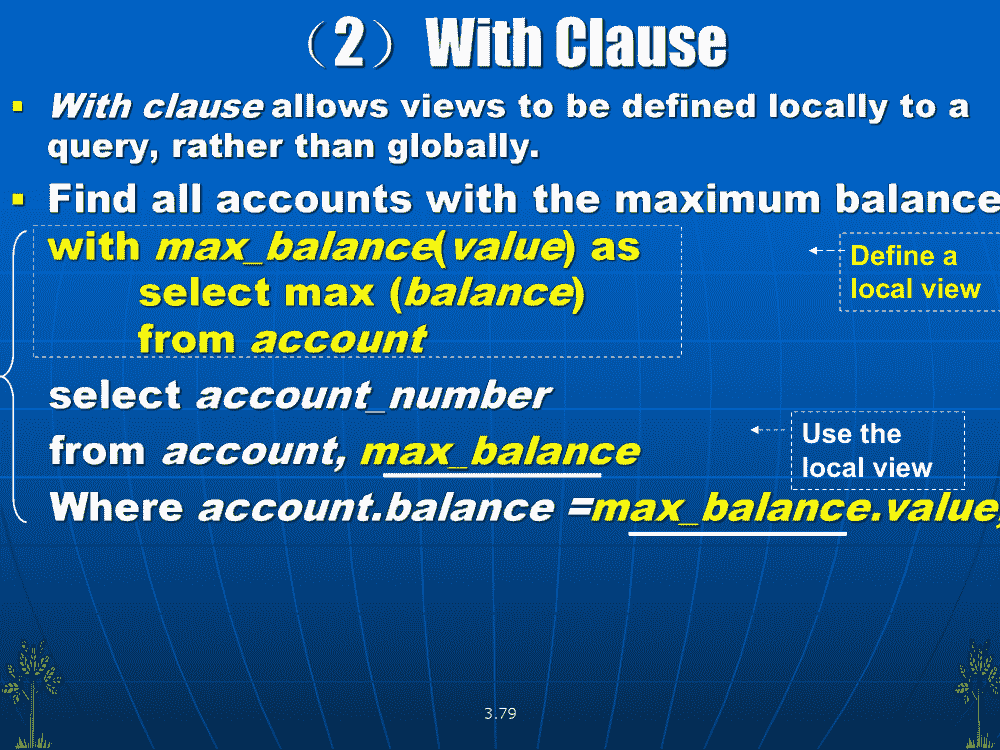 （2）With Clause
▪ With clause allows views to be defined locally to a
query, rather than globally.
▪ Find all accounts with the maximum balance
with max_balance(value) as
select max (balance)
from account
Define a
local view
select account_number
from account, max_balance
Use the
local view
Where account.balance =max_balance.value;
3.79